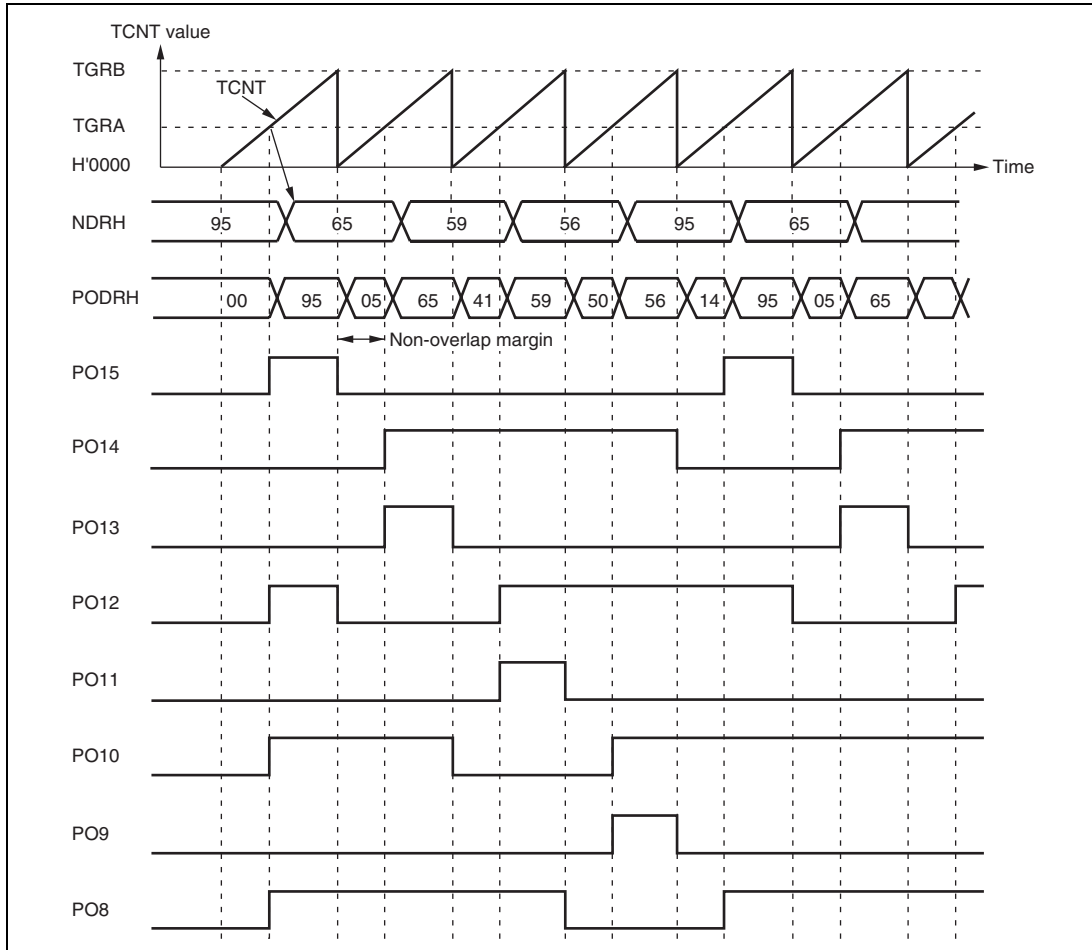 TCNT value
TGRB
TCNT
TGRA
H'0000
Time
NDRH 95 65 59 56 95 65
PODRH 00 95 05 65 41 59 50 56 14 95 05 65
Non-overlap margin
PO15
PO14
PO13
PO12
PO11
PO10
PO9
PO8